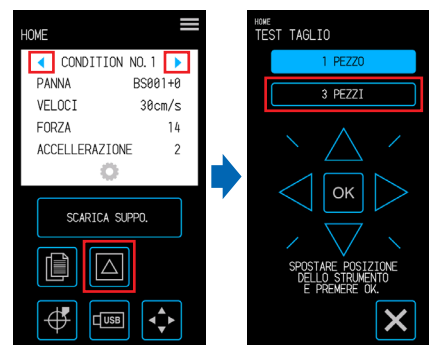 HOME
CONDITION NO.1
PANNA BS001+0
VELOCI 30cm/s
FORZA 14
ACCELLERAZIONE 2
SCARICA SUPPO.
USB
HOME
TEST TAGLIO
1 PEZZO
3 PEZZI
OK
SPOSTARE POSIZIONE
DELLO STRUMENTO
E PREMERE OK.